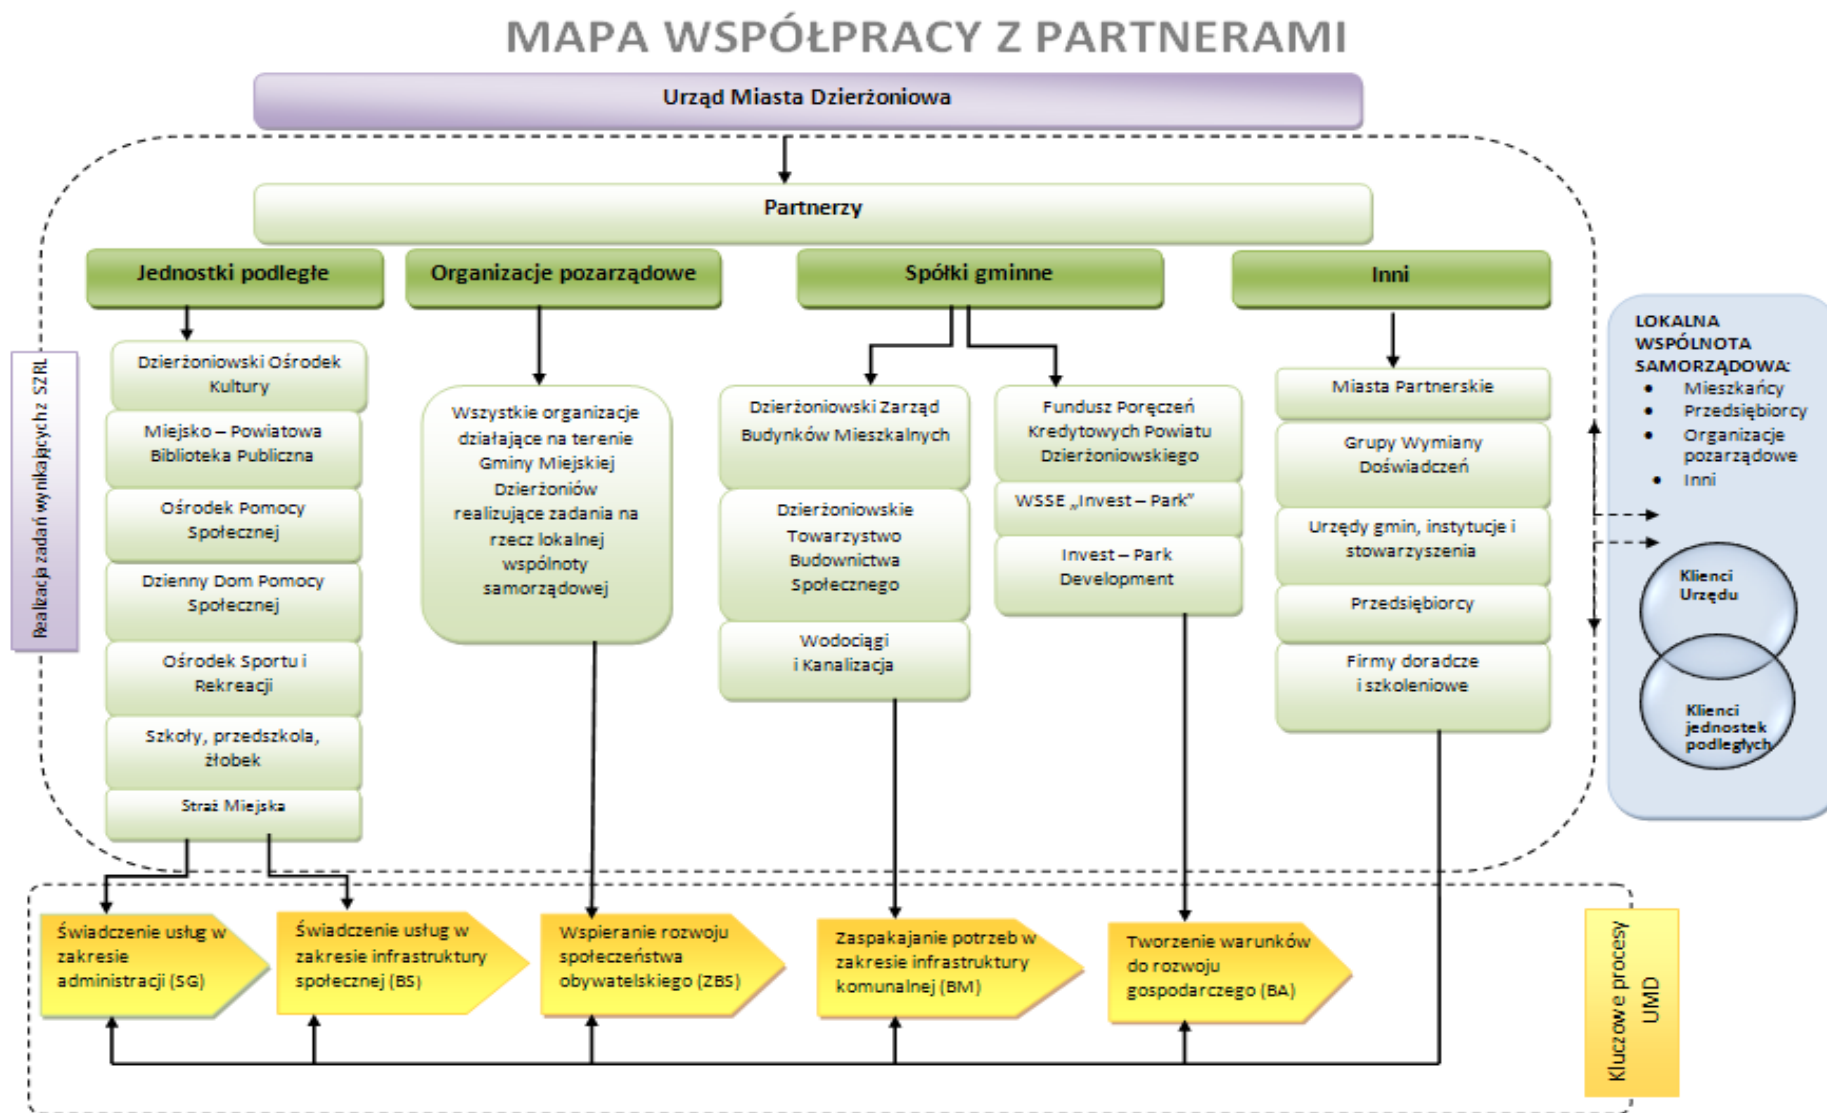 MAPA WSPÓŁPRACY Z PARTNERAMI
Urząd Miasta Dzierżoniowa
Partnerzy
Jednostki podległe
Organizacje pozarządowe
Spółki gminne
Inni
Realizacja zadań wynikających z SZRL
Dzierżoniowski Ośrodek
Kultury
Miejsko – Powiatowa
Biblioteka Publiczna
Ośrodek Pomocy
Społecznej
Dzienny Dom Pomocy
Społecznej
Ośrodek Sportu i
Rekreacji
Szkoły, przedszkola,
żłobek
Straż Miejska
Wszystkie organizacje
działające na terenie
Gminy Miejskiej
Dzierżoniów
realizujące zadania na
rzecz lokalnej
wspólnoty
samorządowej
Dzierżoniowski Zarząd
Budynków Mieszkalnych
Dzierżoniowskie
Towarzystwo
Budownictwa
Społecznego
Wodociągi
i Kanalizacja
Fundusz Poręczeń
Kredytowych Powiatu
Dzierżoniowskiego
WSSE „Invest – Park”
Invest – Park
Development
Miasta Partnerskie
Grupy Wymiany
Doświadczeń
Urzędy gmin, instytucje i
stowarzyszenia
Przedsiębiorcy
Firmy doradcze
i szkoleniowe
LOKALNA
WSPÓLNOTA
SAMORZĄDOWA:
• Mieszkańcy
• Przedsiębiorcy
• Organizacje
pozarządowe
• Inni
Klienci
Urzędu
Klienci
jednostek
podległych
Świadczenie usług w
zakresie
administracji (SG)
Świadczenie usług w
zakresie infrastruktury
społecznej (BS)
Wspieranie rozwoju
społeczeństwa
obywatelskiego (ZBS)
Zaspakajanie potrzeb w
zakresie infrastruktury
komunalnej (BM)
Tworzenie warunków
do rozwoju
gospodarczego (BA)
Kluczowe procesy
UMD